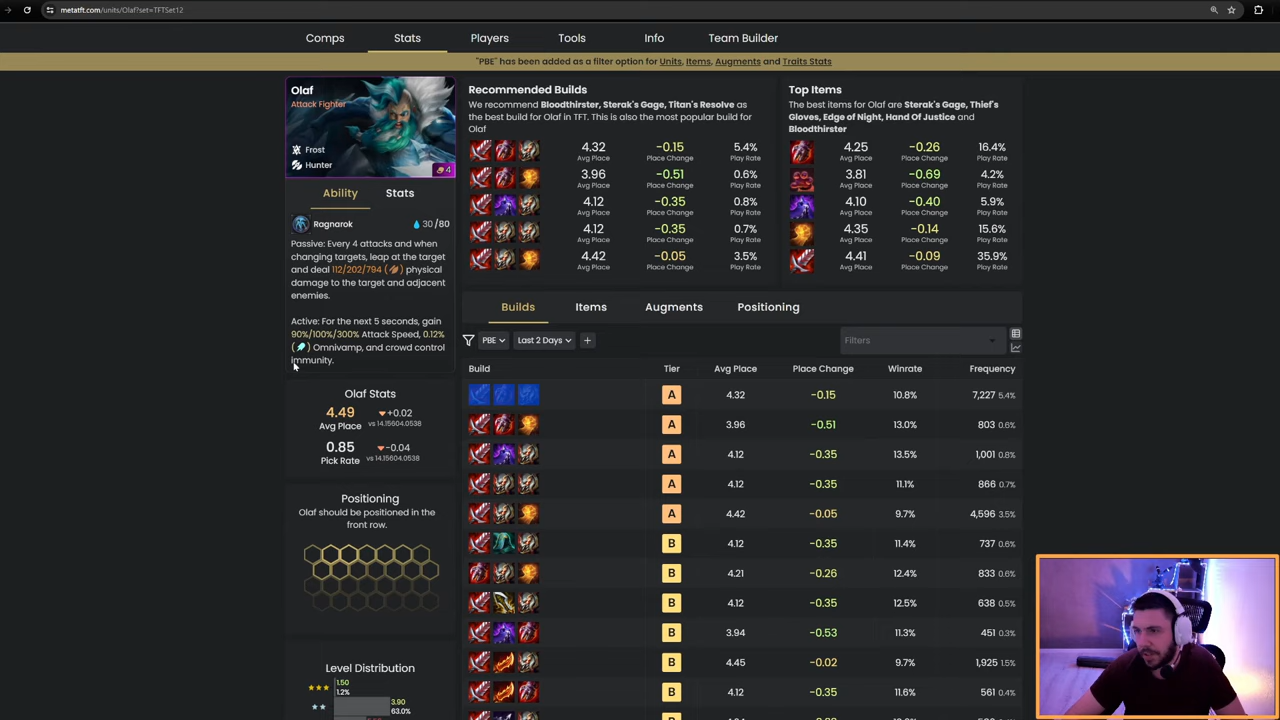 metatft.com/units/Olaf?set=TFTSet12
Comps Stats Players Tools Info Team Builder
"PBE" has been added as a filter option for Units, Items, Augments and Traits Stats
Olaf
Attack Fighter
Frost
Hunter
4
Ability Stats
Ragnarok 30/80
Passive: Every 4 attacks and when
changing targets, leap at the target
and deal 112/202/794 ( ) physical
damage to the target and adjacent
enemies.
Active: For the next 5 seconds, gain
90%/100%/300% Attack Speed, 0.12%
( ) Omnivamp, and crowd control
immunity.
Olaf Stats
4.49 +0.02
Avg Place vs 14.15604.0538
0.85 -0.04
Pick Rate vs 14.15604.0538
Positioning
Olaf should be positioned in the
front row.
Level Distribution
1.50
1.2%
3.90
63.0%
Recommended Builds
We recommend Bloodthirster, Sterak's Gage, Titan's Resolve as
the best build for Olaf in TFT. This is also the most popular build for
Olaf
4.32 -0.15 5.4%
Avg Place Place Change Play Rate
3.96 -0.51 0.6%
Avg Place Place Change Play Rate
4.12 -0.35 0.8%
Avg Place Place Change Play Rate
4.12 -0.35 0.7%
Avg Place Place Change Play Rate
4.42 -0.05 3.5%
Avg Place Place Change Play Rate
Top Items
The best items for Olaf are Sterak's Gage, Thief's
Gloves, Edge of Night, Hand Of Justice and
Bloodthirster
4.25 -0.26 16.4%
Avg Place Place Change Play Rate
3.81 -0.69 4.2%
Avg Place Place Change Play Rate
4.10 -0.40 5.9%
Avg Place Place Change Play Rate
4.35 -0.14 15.6%
Avg Place Place Change Play Rate
4.41 -0.09 35.9%
Avg Place Place Change Play Rate
Builds Items Augments Positioning
PBE Last 2 Days + Filters
Build Tier Avg Place Place Change Winrate Frequency
A 4.32 -0.15 10.8% 7,227 5.4%
A 3.96 -0.51 13.0% 803 0.6%
A 4.12 -0.35 13.5% 1,001 0.8%
A 4.12 -0.35 11.1% 866 0.7%
A 4.42 -0.05 9.7% 4,596 3.5%
B 4.12 -0.35 11.4% 737 0.6%
B 4.21 -0.26 12.4% 833 0.6%
B 4.12 -0.35 12.5% 638 0.5%
B 3.94 -0.53 11.3% 451 0.3%
B 4.45 -0.02 9.7% 1,925 1.5%
B 4.12 -0.35 11.6% 561 0.4%